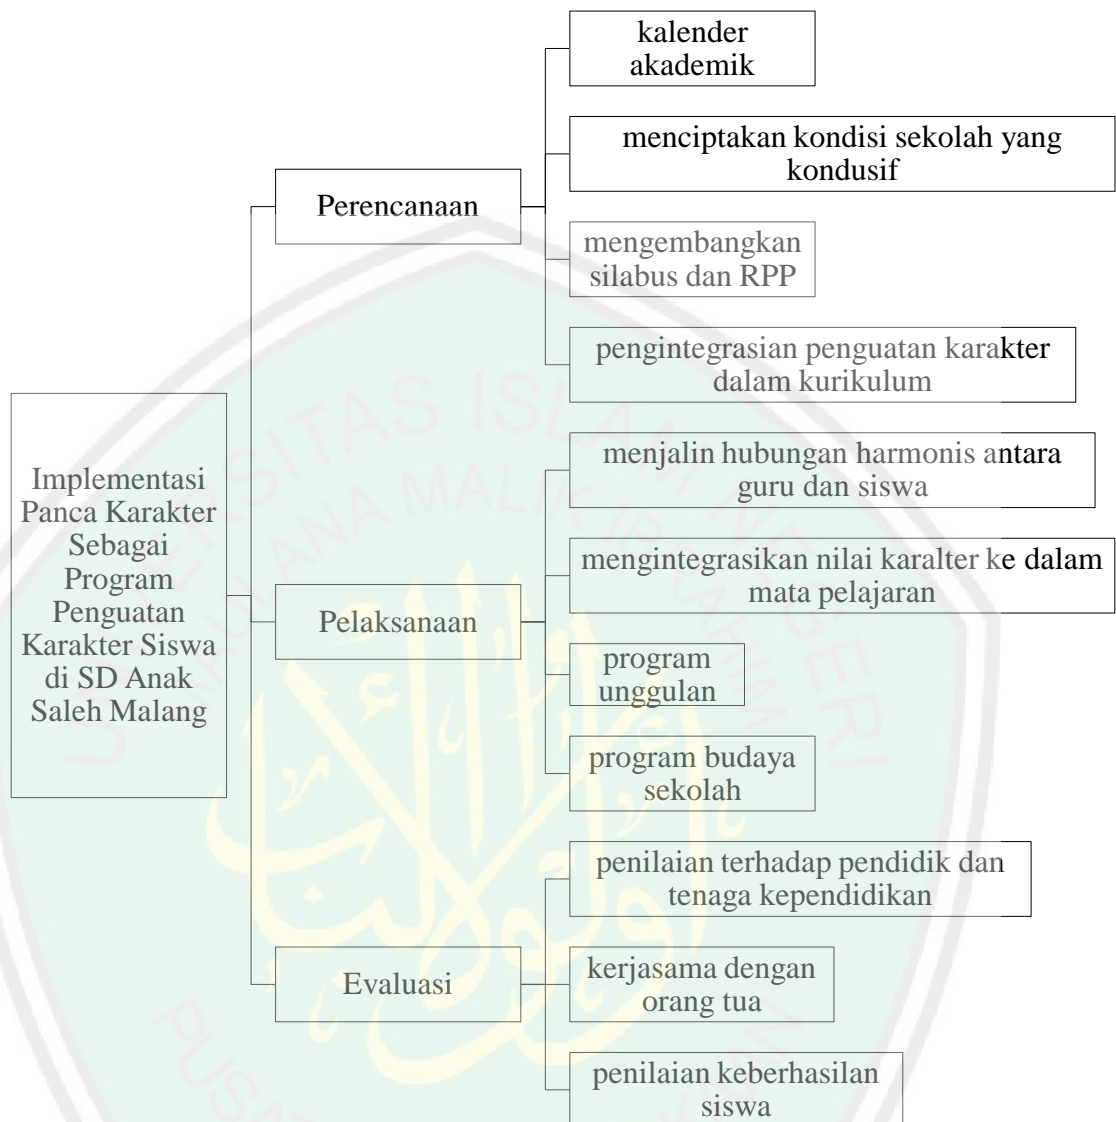 Implementasi
Panca Karakter
Sebagai
Program
Penguatan
Karakter Siswa
di SD Anak
Saleh Malang
Perencanaan
kalender
akademik
menciptakan kondisi sekolah yang
kondusif
mengembangkan
silabus dan RPP
pengintegrasian penguatan karakter
dalam kurikulum
Pelaksanaan
menjalin hubungan harmonis antara
guru dan siswa
mengintegrasikan nilai karalter ke dalam
mata pelajaran
program
unggulan
program budaya
sekolah
Evaluasi
penilaian terhadap pendidik dan
tenaga kependidikan
kerjasama dengan
orang tua
penilaian keberhasilan
siswa
MAULANA MALIK IBRAHIM